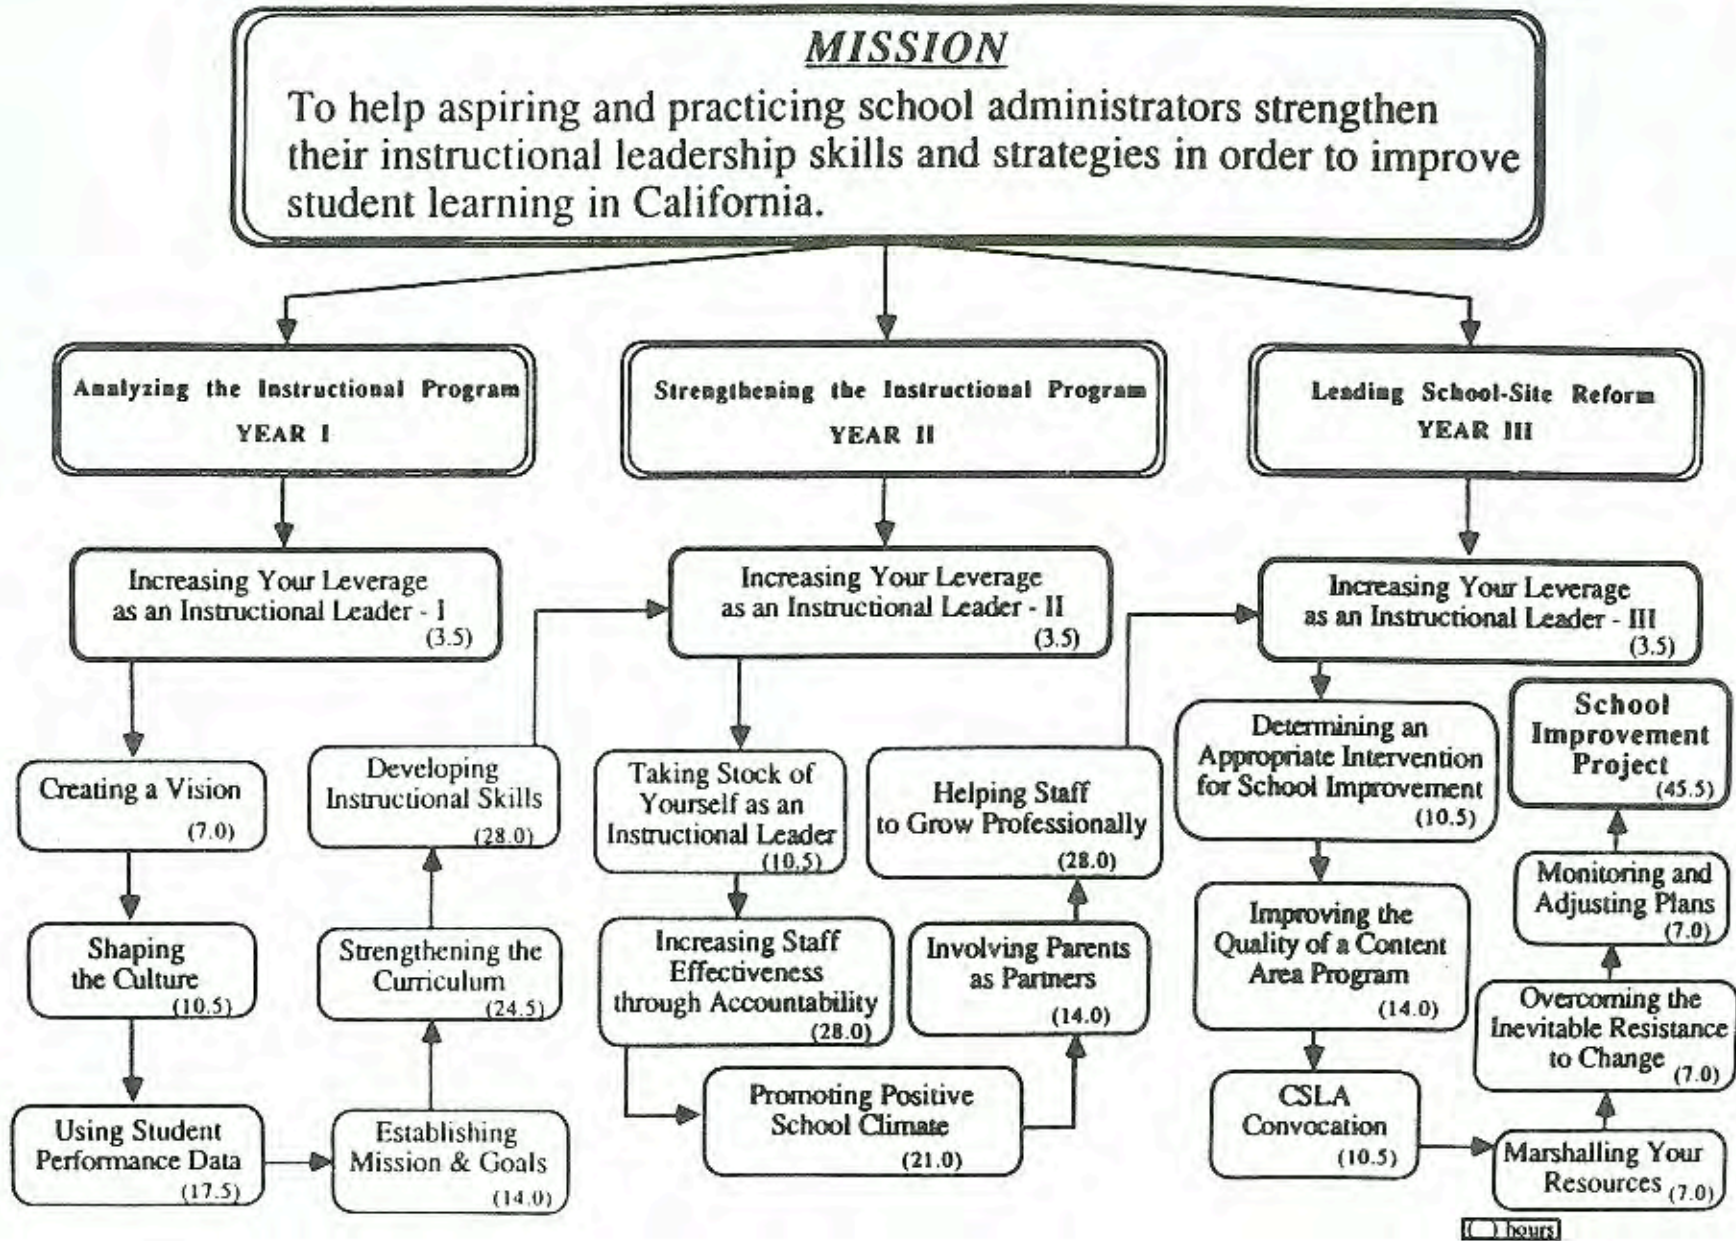 MISSION
To help aspiring and practicing school administrators strengthen
their instructional leadership skills and strategies in order to improve
student learning in California.
Analyzing the Instructional Program
YEAR I
Strengthening the Instructional Program
YEAR II
Leading School-Site Reform
YEAR III
Increasing Your Leverage
as an Instructional Leader - I
(3.5)
Creating a Vision
(7.0)
Shaping
the Culture
(10.5)
Using Student
Performance Data
(17.5)
Establishing
Mission & Goals
(14.0)
Strengthening the
Curriculum
(24.5)
Developing
Instructional Skills
(28.0)
Increasing Your Leverage
as an Instructional Leader - II
(3.5)
Taking Stock of
Yourself as an
Instructional Leader
(10.5)
Increasing Staff
Effectiveness
through Accountability
(28.0)
Promoting Positive
School Climate
(21.0)
Involving Parents
as Partners
(14.0)
Helping Staff
to Grow Professionally
(28.0)
Increasing Your Leverage
as an Instructional Leader - III
(3.5)
Determining an
Appropriate Intervention
for School Improvement
(10.5)
Improving the
Quality of a Content
Area Program
(14.0)
CSLA
Convocation
(10.5)
Marshalling Your
Resources (7.0)
Overcoming the
Inevitable Resistance
to Change (7.0)
Monitoring and
Adjusting Plans
(7.0)
School
Improvement
Project
(45.5)
( ) hours